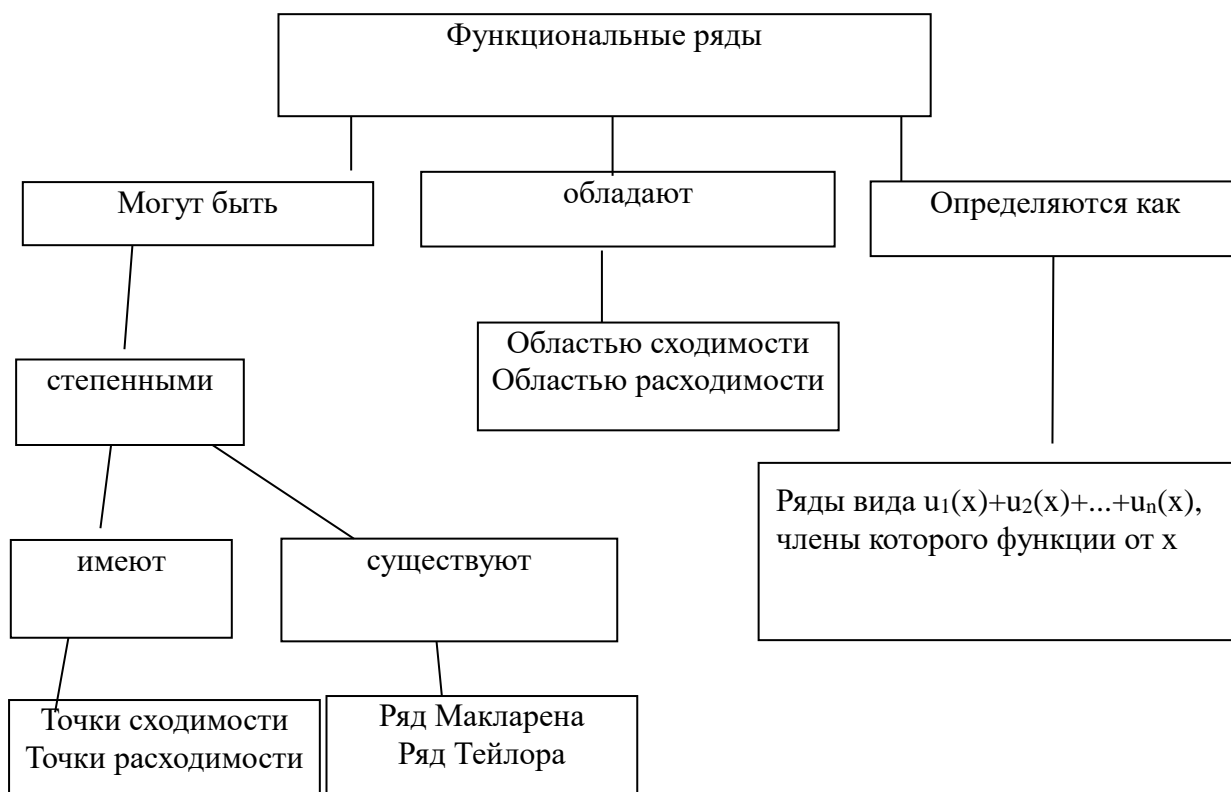 Функциональные ряды
Могут быть
обладают
Определяются как
Областью сходимости
Областью расходимости
степенными
Ряды вида u₁(x)+u₂(x)+...+uₙ(x),
члены которого функции от x
имеют
существуют
Точки сходимости
Точки расходимости
Ряд Макларена
Ряд Тейлора